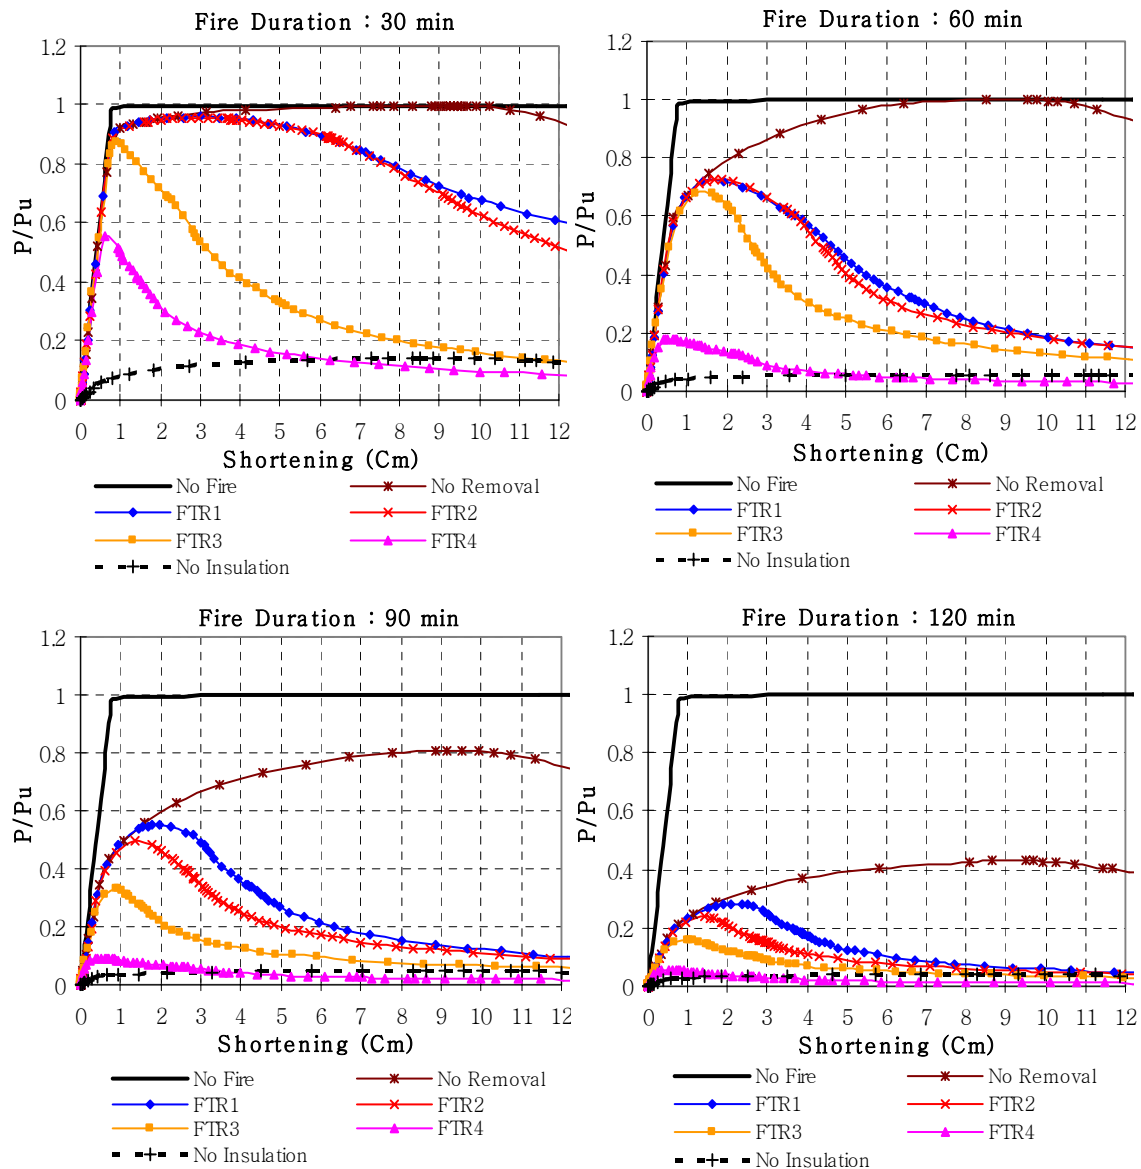 Fire Duration : 30 min
1.2
1
0.8
0.6
0.4
0.2
0
P/Pu
0 1 2 3 4 5 6 7 8 9 10 11 12
Shortening (Cm)
No Fire No Removal
FTR1 FTR2
FTR3 FTR4
No Insulation
Fire Duration : 60 min
1.2
1
0.8
0.6
0.4
0.2
0
P/Pu
0 1 2 3 4 5 6 7 8 9 10 11 12
Shortening (Cm)
No Fire No Removal
FTR1 FTR2
FTR3 FTR4
No Insulation
Fire Duration : 90 min
1.2
1
0.8
0.6
0.4
0.2
0
P/Pu
0 1 2 3 4 5 6 7 8 9 10 11 12
Shortening (Cm)
No Fire No Removal
FTR1 FTR2
FTR3 FTR4
No Insulation
Fire Duration : 120 min
1.2
1
0.8
0.6
0.4
0.2
0
P/Pu
0 1 2 3 4 5 6 7 8 9 10 11 12
Shortening (Cm)
No Fire No Removal
FTR1 FTR2
FTR3 FTR4
No Insulation